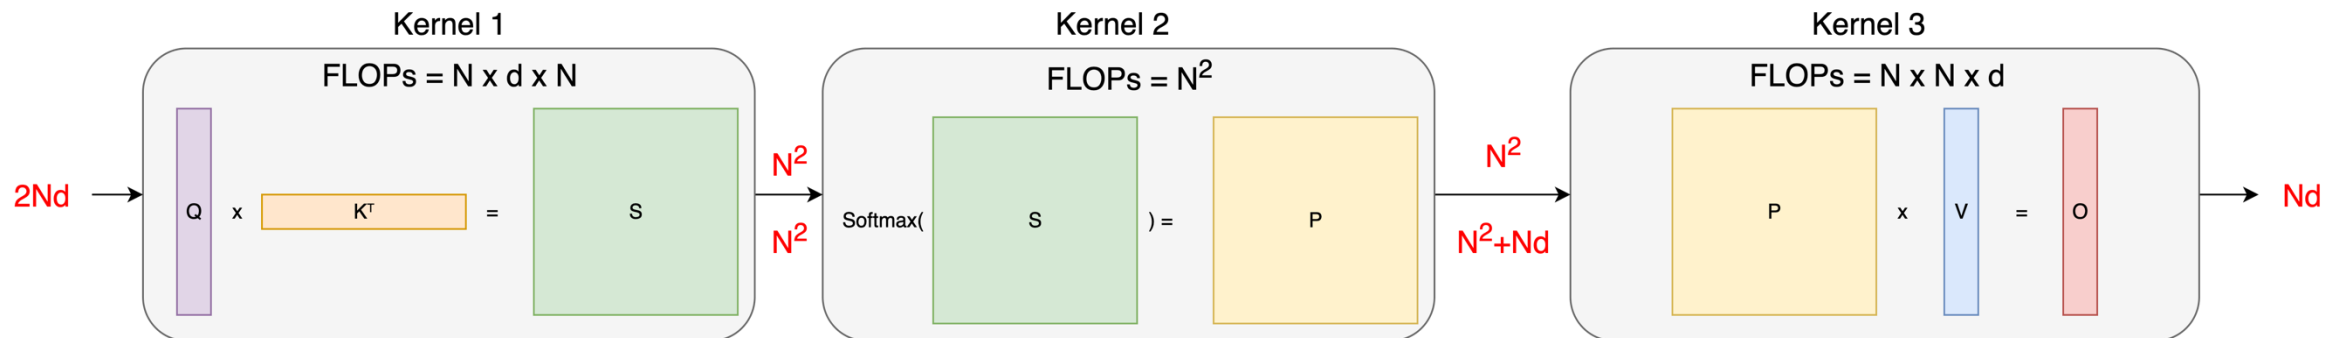 Kernel 1
FLOPs = N x d x N
2Nd
Q
x
Kᵀ
=
S
N²
N²
Kernel 2
FLOPs = N²
Softmax(
S
) =
P
N²
N²+Nd
Kernel 3
FLOPs = N x N x d
P
x
V
=
O
Nd